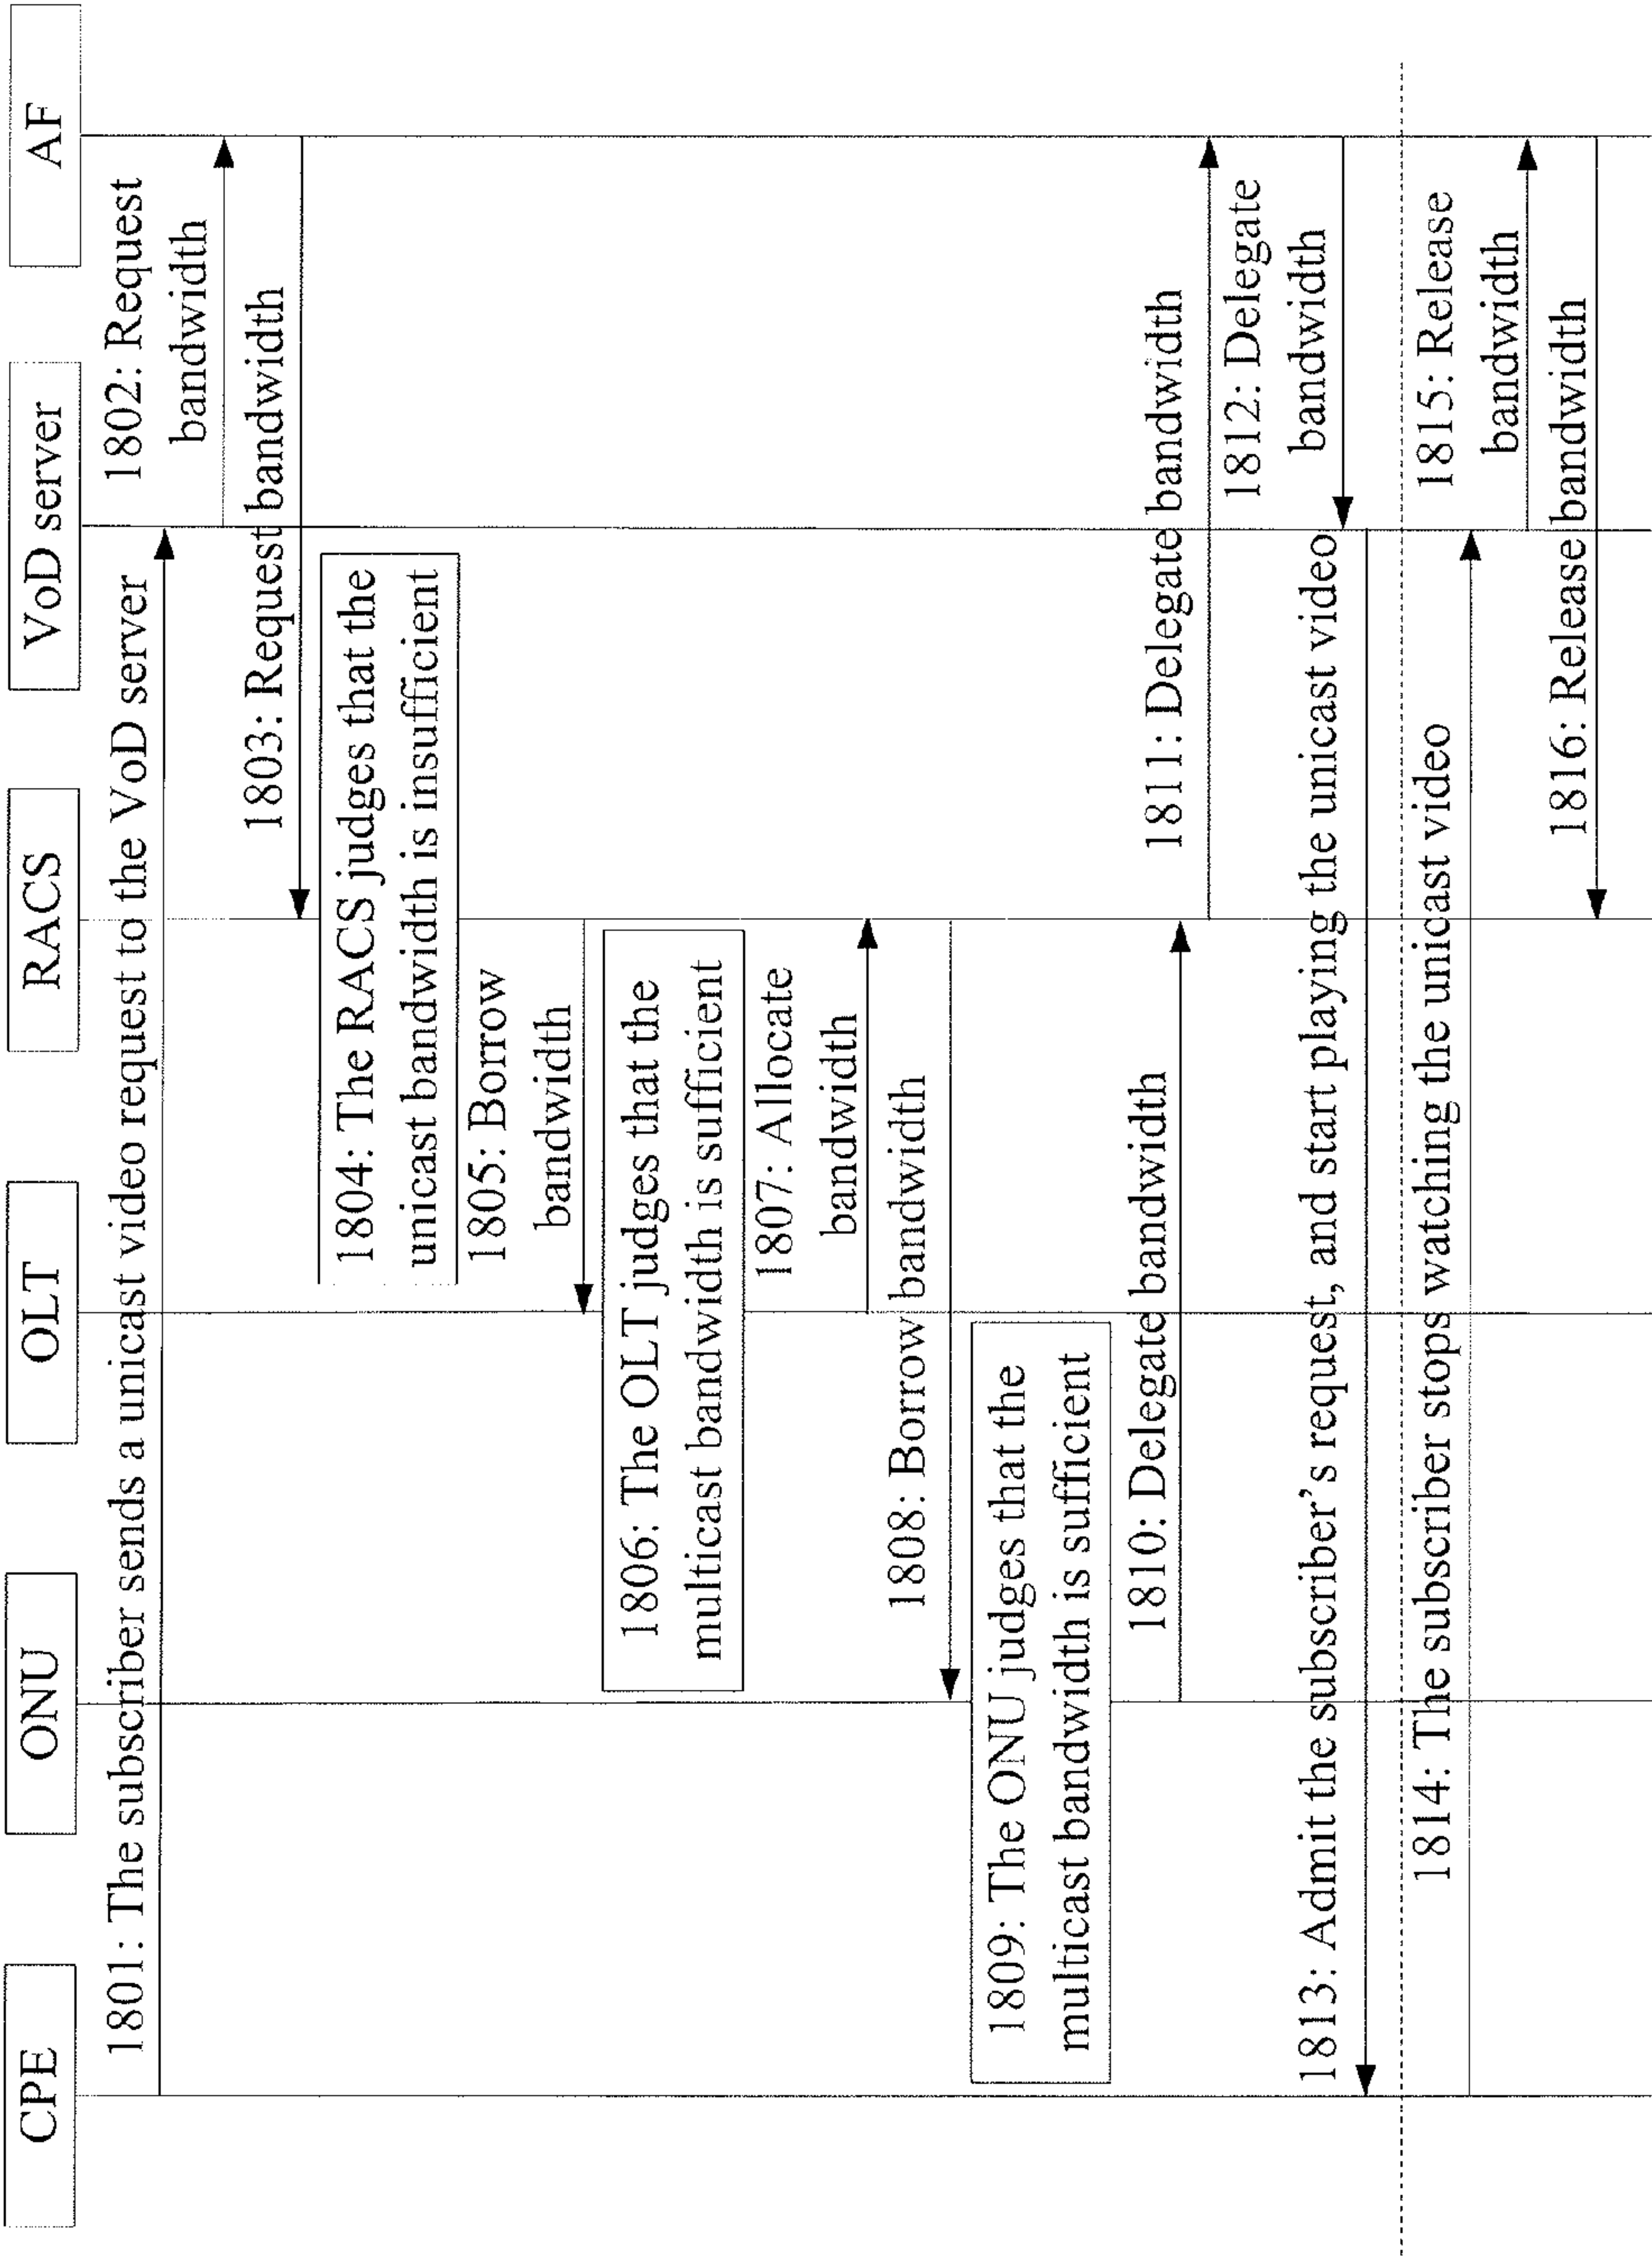 CPE
ONU
OLT
RACS
VoD server
AF
1801: The subscriber sends a unicast video request to the VoD server
1802: Request
bandwidth
1803: Request bandwidth
1804: The RACS judges that the
unicast bandwidth is insufficient
1805: Borrow
bandwidth
1806: The OLT judges that the
multicast bandwidth is sufficient
1807: Allocate
bandwidth
1808: Borrow bandwidth
1809: The ONU judges that the
multicast bandwidth is sufficient
1810: Delegate bandwidth
1811: Delegate bandwidth
1812: Delegate
bandwidth
1813: Admit the subscriber's request, and start playing the unicast video
1814: The subscriber stops watching the unicast video
1815: Release
bandwidth
1816: Release bandwidth